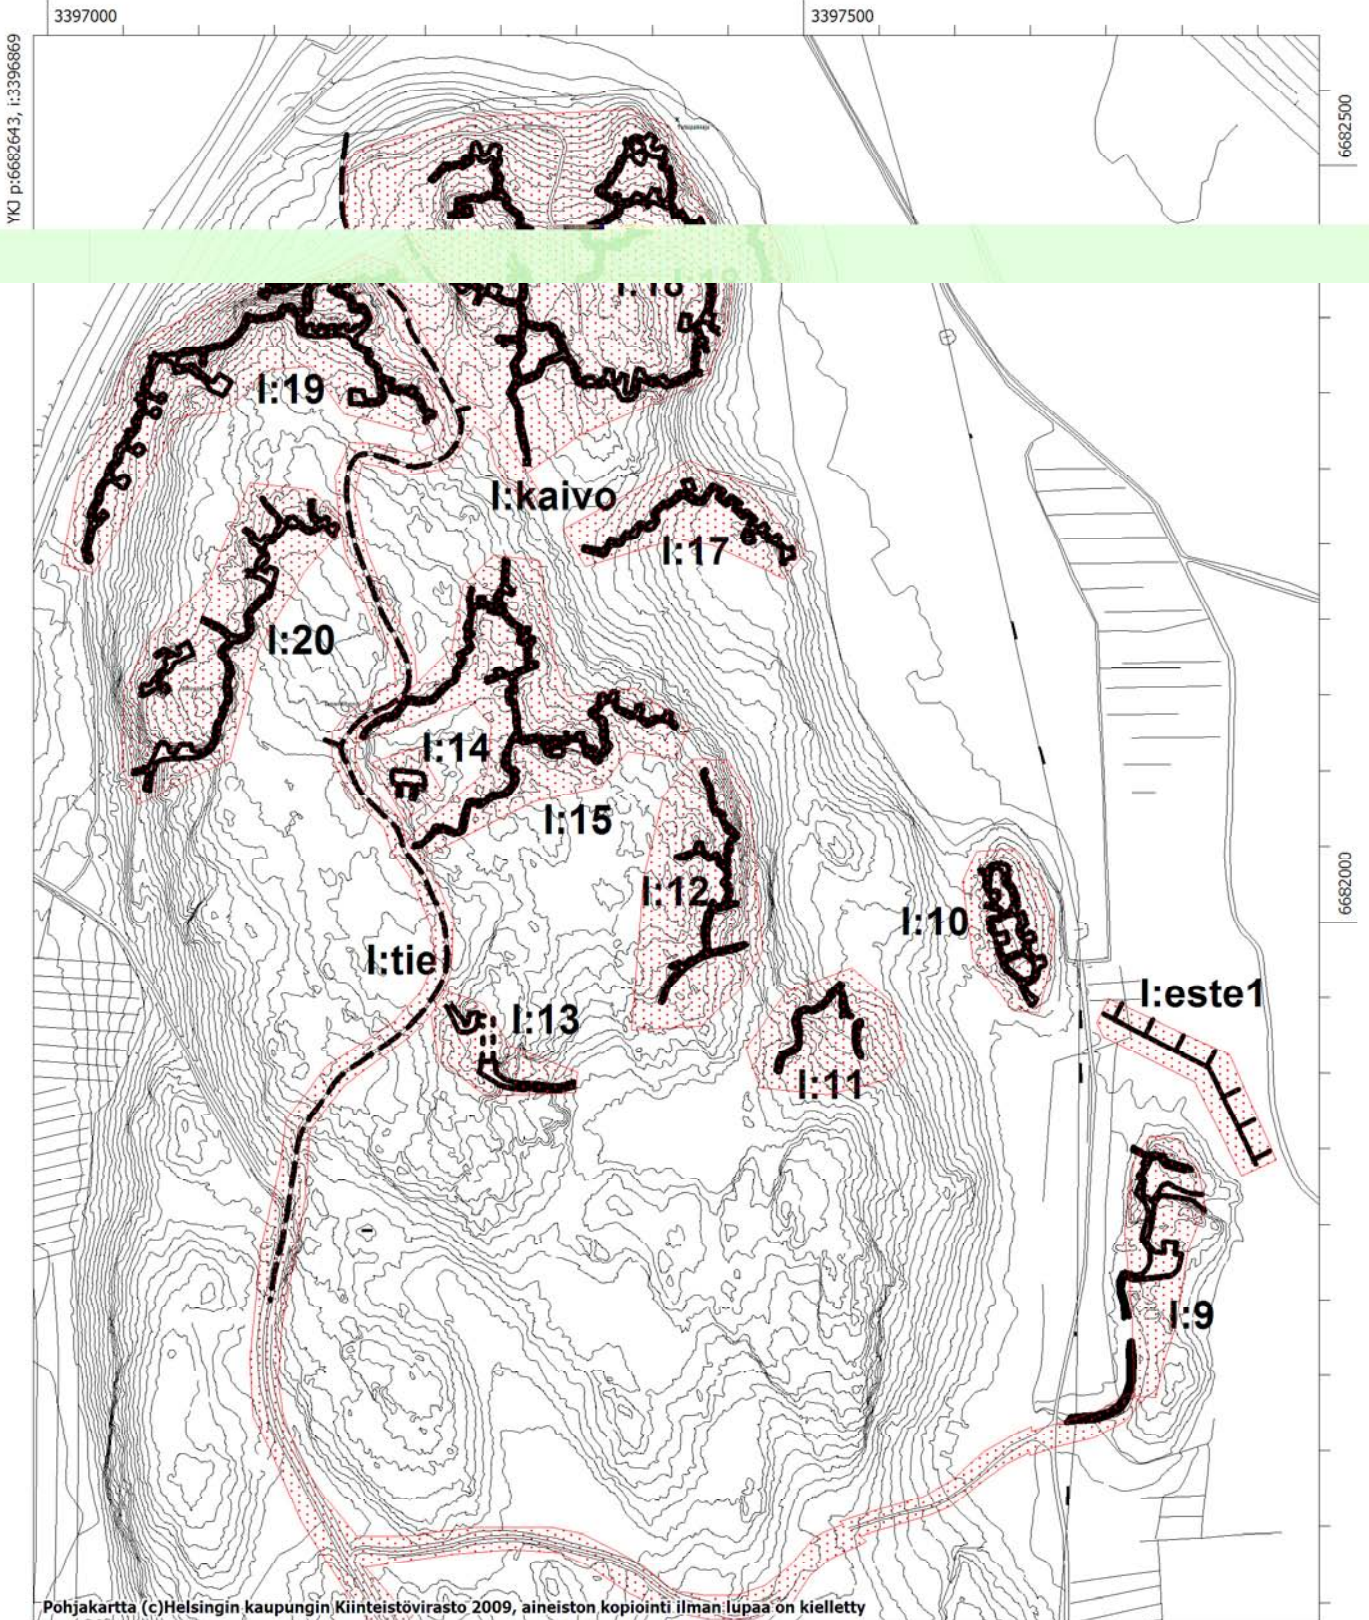 3397000
3397500
YKJ p:6682643, i:3396869
6682500
I:18
I:19
I:kaivo
I:17
I:20
I:14
I:15
I:12
I:10
6682000
I:tie
I:este1
I:13
I:11
I:9
Pohjakartta (c)Helsingin kaupungin Kiinteistövirasto 2009, aineiston kopiointi ilman lupaa on kielletty